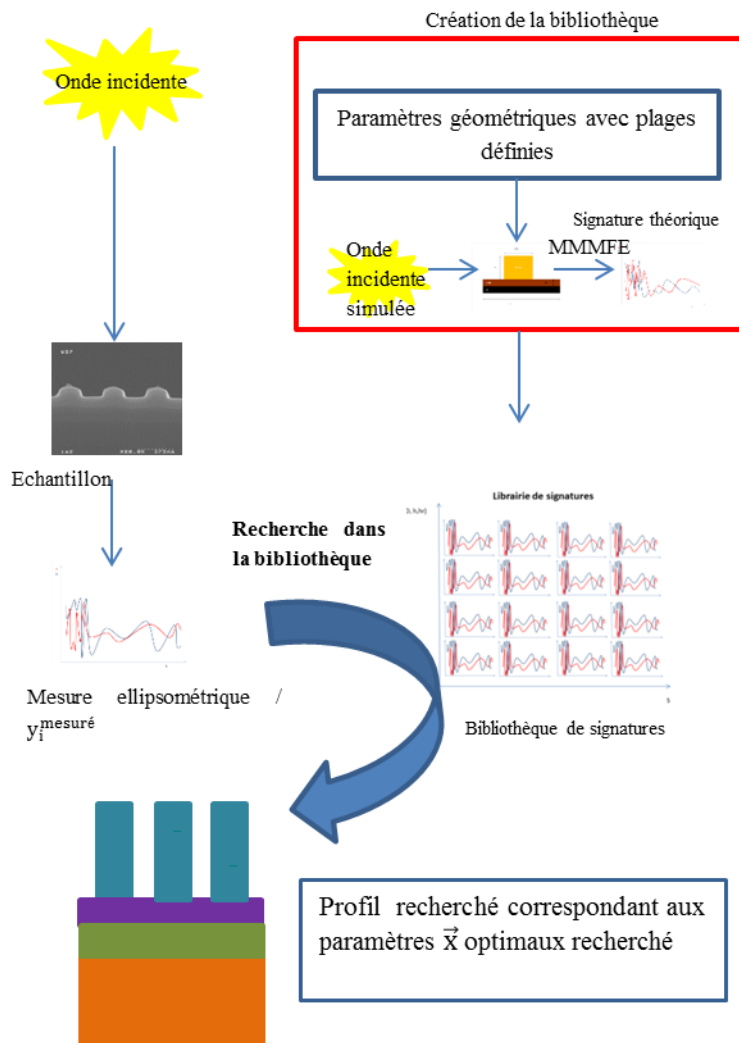 Création de la bibliothèque
Onde incidente
Paramètres géométriques avec plages
définies
Signature théorique
MMMFE
Onde
incidente
simulée
Echantillon
Librairie de signatures
Recherche dans
la bibliothèque
Mesure ellipsométrique /
yᵢᵐᵉˢᵘʳᵉ́
Bibliothèque de signatures
Profil recherché correspondant aux
paramètres x⃗ optimaux recherché